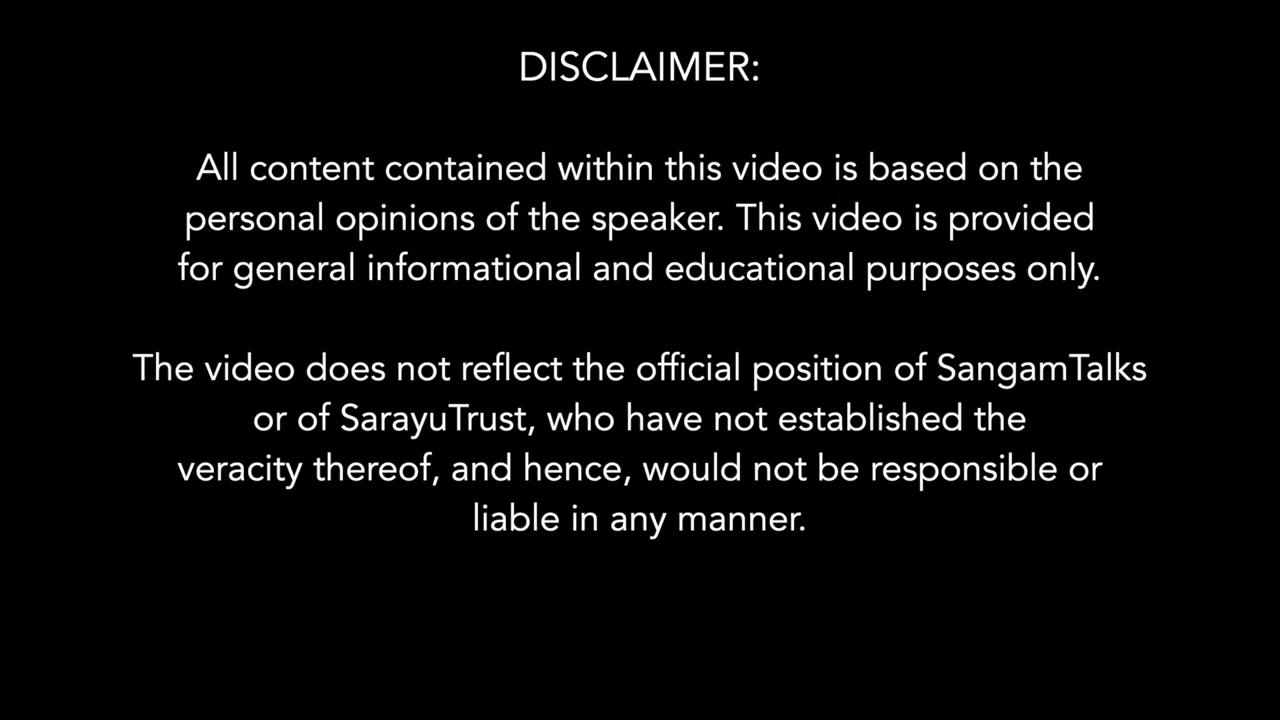 DISCLAIMER:
All content contained within this video is based on the
personal opinions of the speaker. This video is provided
for general informational and educational purposes only.
The video does not reflect the official position of SangamTalks
or of SarayuTrust, who have not established the
veracity thereof, and hence, would not be responsible or
liable in any manner.